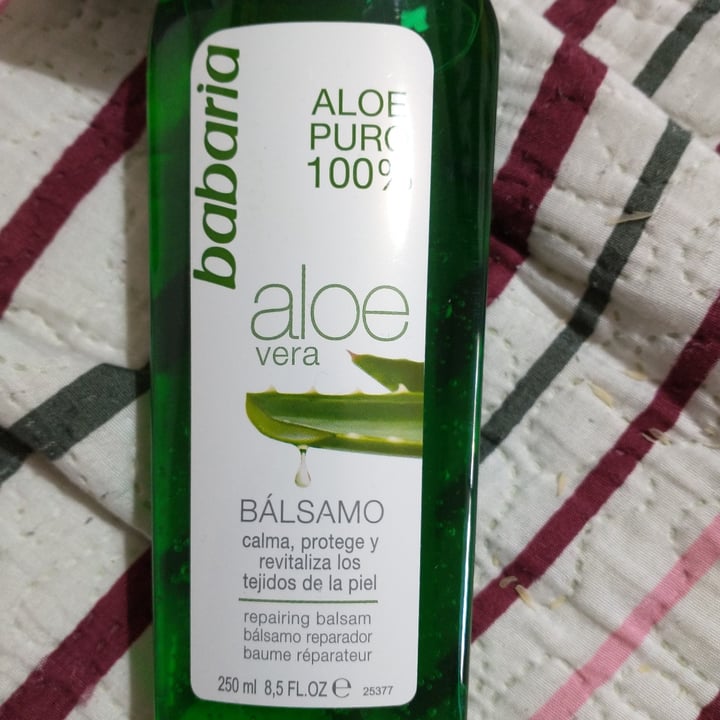 babaria
ALOE
PURO
100%
aloe
vera
BÁLSAMO
calma, protege y
revitaliza los
tejidos de la piel
repairing balsam
bálsamo reparador
baume réparateur
250 ml 8,5 FL.OZ e 25377